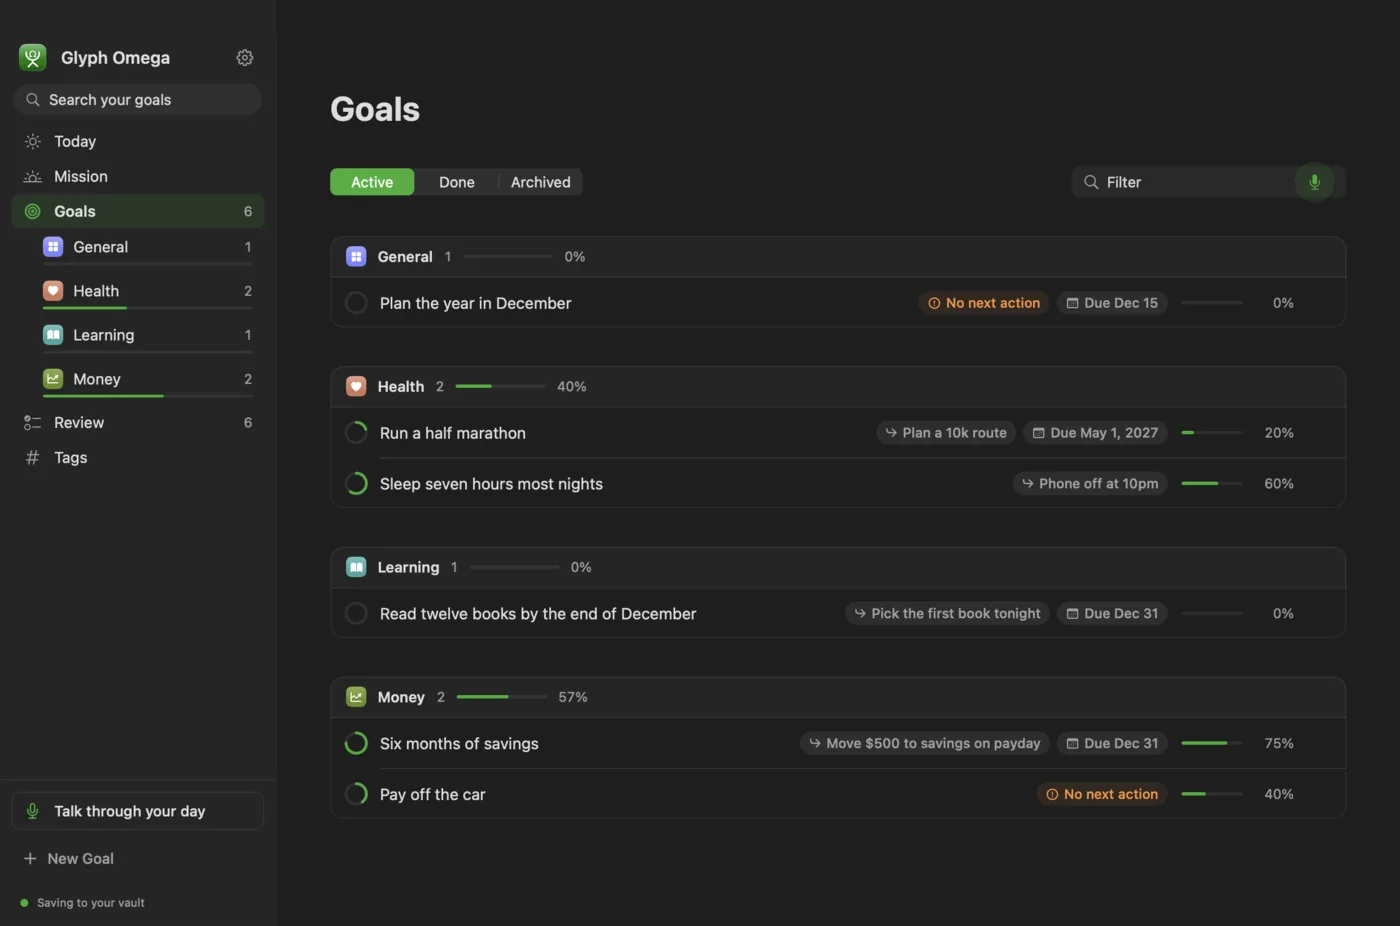 Glyph Omega
Search your goals
Today
Mission
Goals 6
General 1
Health 2
Learning 1
Money 2
Review 6
Tags
Talk through your day
New Goal
Saving to your vault
Goals
Active Done Archived
Filter
General 1 0%
Plan the year in December No next action Due Dec 15 0%
Health 2 40%
Run a half marathon Plan a 10k route Due May 1, 2027 20%
Sleep seven hours most nights Phone off at 10pm 60%
Learning 1 0%
Read twelve books by the end of December Pick the first book tonight Due Dec 31 0%
Money 2 57%
Six months of savings Move $500 to savings on payday Due Dec 31 75%
Pay off the car No next action 40%